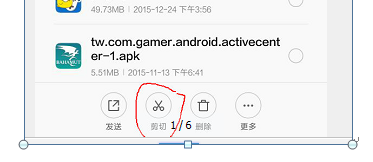 49.73MB | 2015-12-24 下午3:56
tw.com.gamer.android.activecent
er-1.apk
BAHAMUT
5.51MB | 2015-11-13 下午6:41
发送 剪切 1 / 6 删除 更多